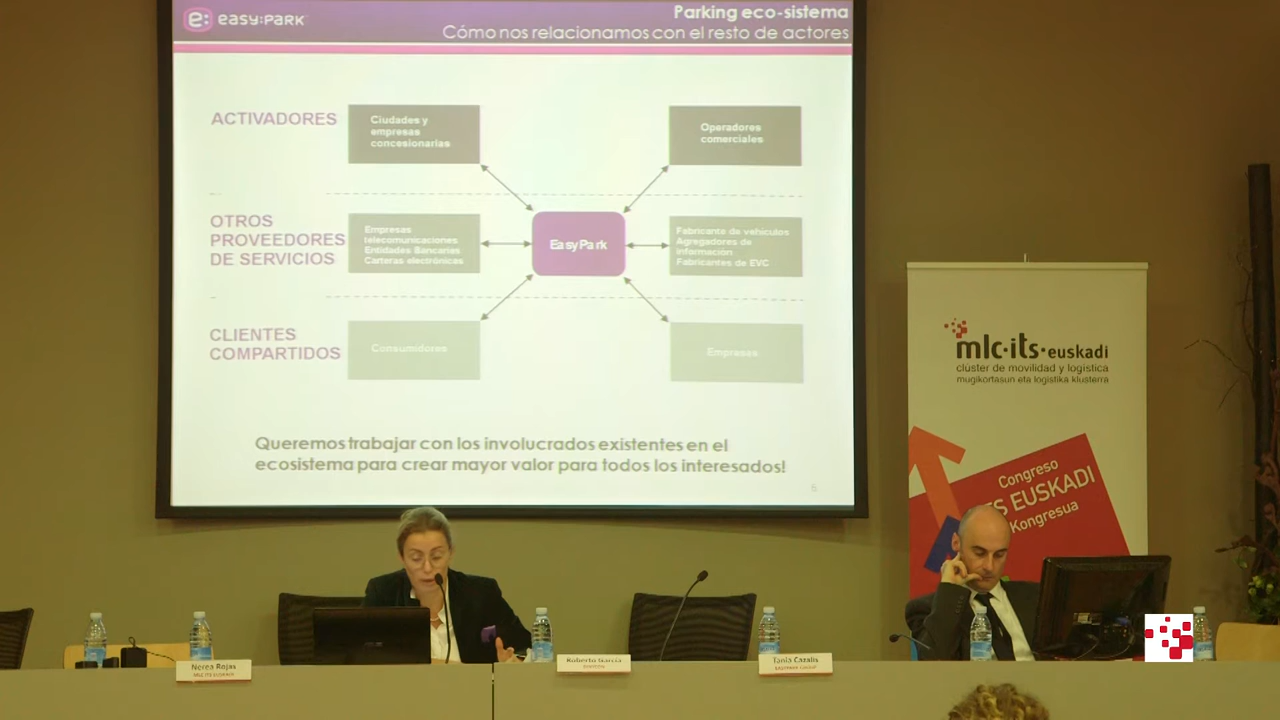 e: easy:PARK
Parking eco-sistema
Cómo nos relacionamos con el resto de actores
ACTIVADORES
Ciudades y
empresas
concesionarias
Operadores
comerciales
OTROS
PROVEEDORES
DE SERVICIOS
Empresas
telecomunicaciones
Entidades Bancaries
Carteras electrónicas
EasyPark
Fabricante de vehículos
Agregadores de
información
Fabricantes de EVC
CLIENTES
COMPARTIDOS
Consumidores
Empresas
Queremos trabajar con los involucrados existentes en el
ecosistema para crear mayor valor para todos los interesados!
mlc·its·euskadi
clúster de movilidad y logística
mugikortasun eta logistika klusterra
Congreso
EUSKADI
Kongresua
Nerea Rojas
Roberto García
Tania Cazalis